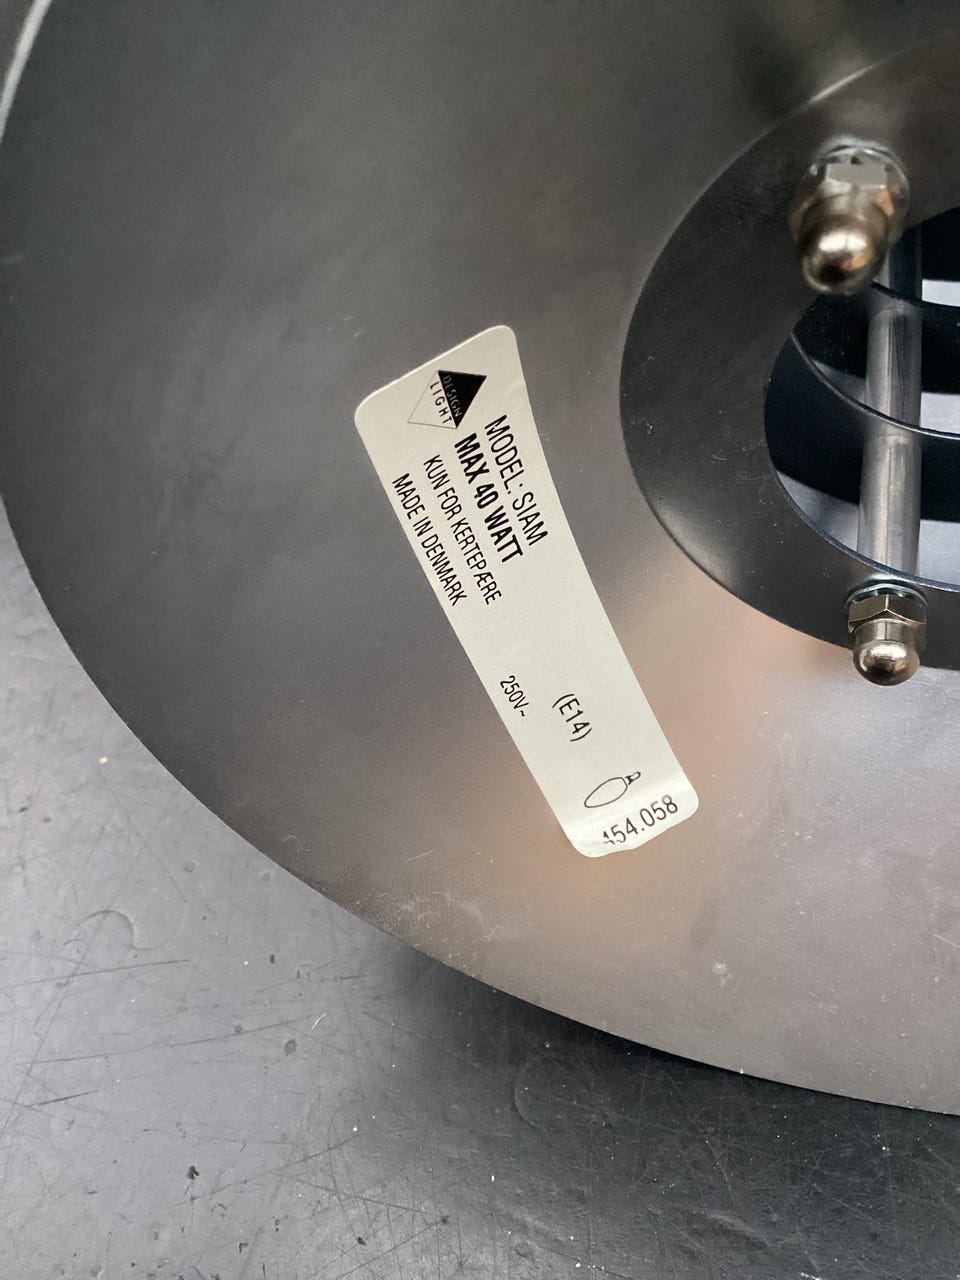 DESIGN
LIGHT
MODEL: SIAM
MAX 40 WATT
KUN FOR KERTEPÆRE
MADE IN DENMARK
250V~
(E14)
454.058